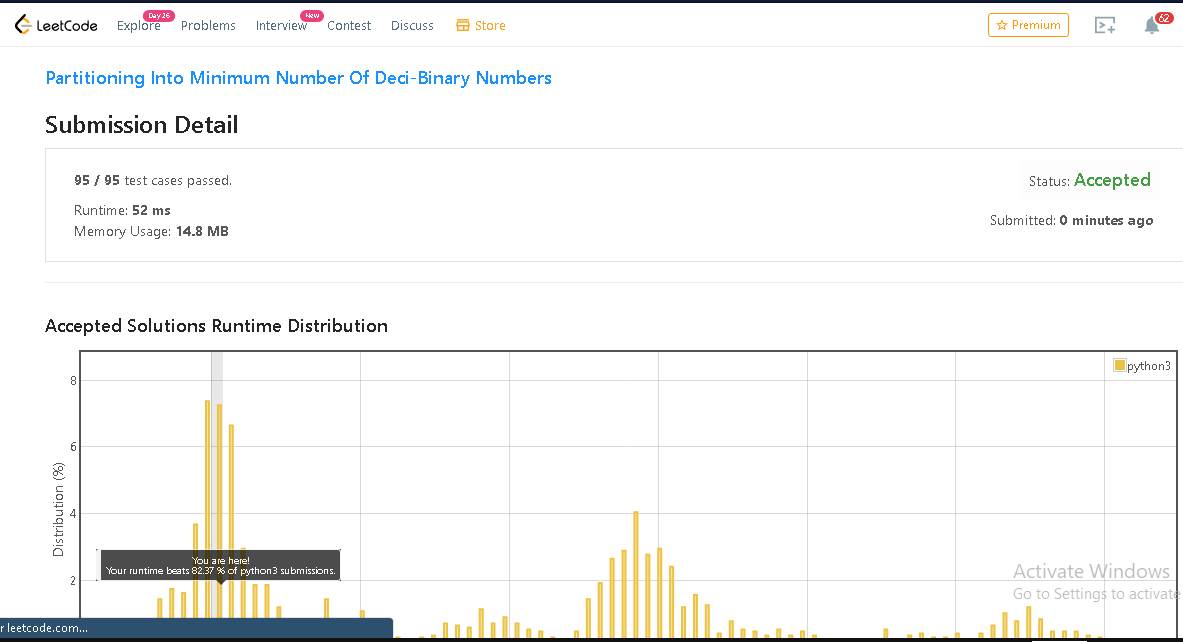 LeetCode Explore Day 26 Problems Interview New Contest Discuss Store Premium 62
Partitioning Into Minimum Number Of Deci-Binary Numbers
Submission Detail
95 / 95 test cases passed.
Status: Accepted
Runtime: 52 ms
Submitted: 0 minutes ago
Memory Usage: 14.8 MB
Accepted Solutions Runtime Distribution
python3
8
6
4
2
Distribution (%)
You are here!
Your runtime beats 82.37 % of python3 submissions.
Activate Windows
Go to Settings to activate
r leetcode.com...